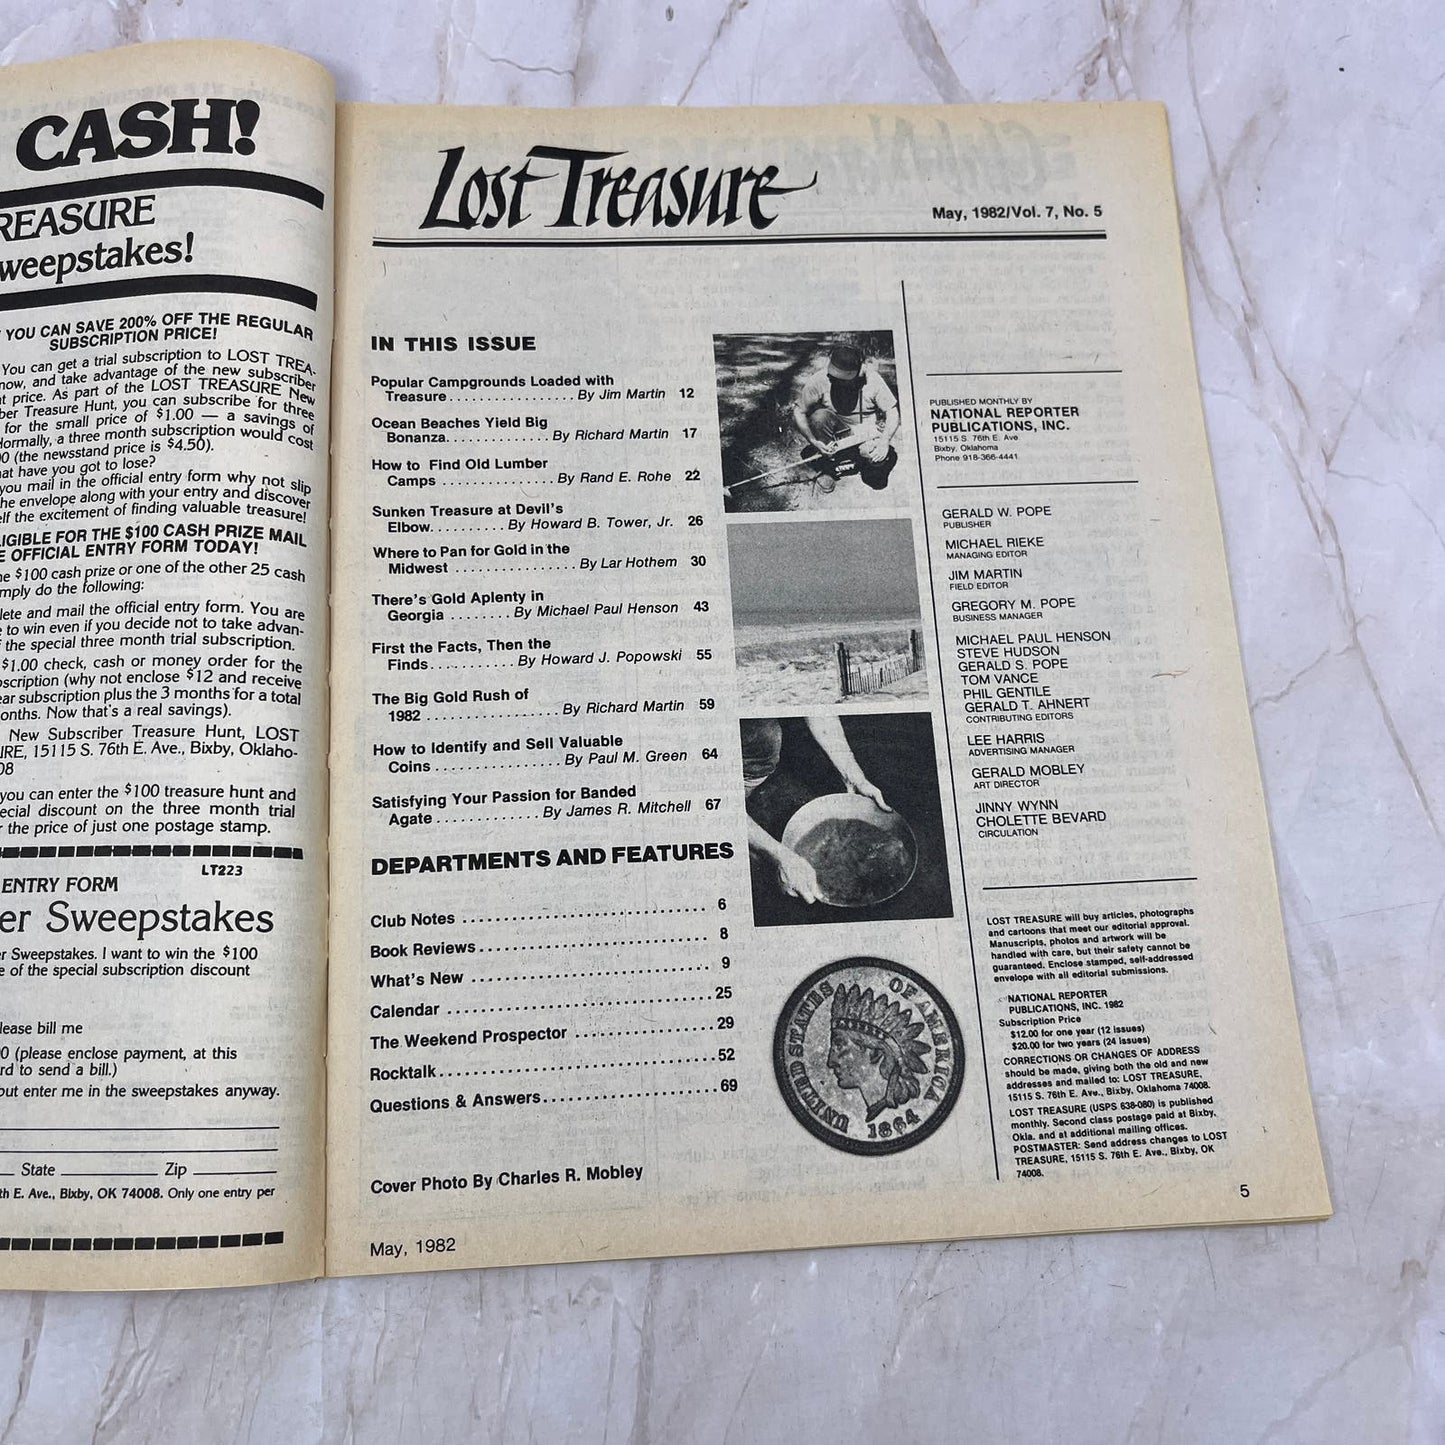 CASH!
REASURE
weepstakes!
YOU CAN SAVE 200% OFF THE REGULAR
SUBSCRIPTION PRICE!
You can get a trial subscription to LOST TREA-
now, and take advantage of the new subscriber
price. As part of the LOST TREASURE New
ber Treasure Hunt, you can subscribe for three
for the small price of $1.00 — a savings of
Normally, a three month subscription would cost
00 (the newsstand price is $4.50).
hat have you got to lose?
you mail in the official entry form why not slip
he envelope along with your entry and discover
elf the excitement of finding valuable treasure!
LIGIBLE FOR THE $100 CASH PRIZE MAIL
E OFFICIAL ENTRY FORM TODAY!
he $100 cash prize or one of the other 25 cash
mply do the following:
lete and mail the official entry form. You are
e to win even if you decide not to take advan-
f the special three month trial subscription.
$1.00 check, cash or money order for the
bscription (why not enclose $12 and receive
ear subscription plus the 3 months for a total
onths. Now that's a real savings).
New Subscriber Treasure Hunt, LOST
URE, 15115 S. 76th E. Ave., Bixby, Oklaho-
08
you can enter the $100 treasure hunt and
ecial discount on the three month trial
r the price of just one postage stamp.
LT223
ENTRY FORM
er Sweepstakes
er Sweepstakes. I want to win the $100
e of the special subscription discount
lease bill me
00 (please enclose payment, at this
rd to send a bill.)
but enter me in the sweepstakes anyway.
State Zip
th E. Ave., Bixby, OK 74008. Only one entry per
Lost Treasure
May, 1982/Vol. 7, No. 5
IN THIS ISSUE
Popular Campgrounds Loaded with
Treasure................. By Jim Martin 12
Ocean Beaches Yield Big
Bonanza............... By Richard Martin 17
How to Find Old Lumber
Camps ............... By Rand E. Rohe 22
Sunken Treasure at Devil's
Elbow.......... By Howard B. Tower, Jr. 26
Where to Pan for Gold in the
Midwest ................ By Lar Hothem 30
There's Gold Aplenty in
Georgia ........ By Michael Paul Henson 43
First the Facts, Then the
Finds........... By Howard J. Popowski 55
The Big Gold Rush of
1982 ................. By Richard Martin 59
How to Identify and Sell Valuable
Coins ................ By Paul M. Green 64
Satisfying Your Passion for Banded
Agate ............. By James R. Mitchell 67
DEPARTMENTS AND FEATURES
Club Notes ............................... 6
Book Reviews ............................. 8
What's New ............................... 9
Calendar ................................ 25
The Weekend Prospector .................. 29
Rocktalk ................................ 52
Questions & Answers ..................... 69
Cover Photo By Charles R. Mobley
May, 1982
UNITED STATES OF AMERICA
1864
PUBLISHED MONTHLY BY
NATIONAL REPORTER
PUBLICATIONS, INC.
15115 S. 76th E. Ave.
Bixby, Oklahoma
Phone 918-366-4441
GERALD W. POPE
PUBLISHER
MICHAEL RIEKE
MANAGING EDITOR
JIM MARTIN
FIELD EDITOR
GREGORY M. POPE
BUSINESS MANAGER
MICHAEL PAUL HENSON
STEVE HUDSON
GERALD S. POPE
TOM VANCE
PHIL GENTILE
GERALD T. AHNERT
CONTRIBUTING EDITORS
LEE HARRIS
ADVERTISING MANAGER
GERALD MOBLEY
ART DIRECTOR
JINNY WYNN
CHOLETTE BEVARD
CIRCULATION
LOST TREASURE will buy articles, photographs
and cartoons that meet our editorial approval.
Manuscripts, photos and artwork will be
handled with care, but their safety cannot be
guaranteed. Enclose stamped, self-addressed
envelope with all editorial submissions.
NATIONAL REPORTER
PUBLICATIONS, INC. 1982
Subscription Price
$12.00 for one year (12 issues)
$20.00 for two years (24 issues)
CORRECTIONS OR CHANGES OF ADDRESS
should be made, giving both the old and new
addresses and mailed to: LOST TREASURE,
15115 S. 76th E. Ave., Bixby, Oklahoma 74008.
LOST TREASURE (USPS 638-080) is published
monthly. Second class postage paid at Bixby,
Okla. and at additional mailing offices.
POSTMASTER: Send address changes to LOST
TREASURE, 15115 S. 76th E. Ave., Bixby, OK
74008.
5